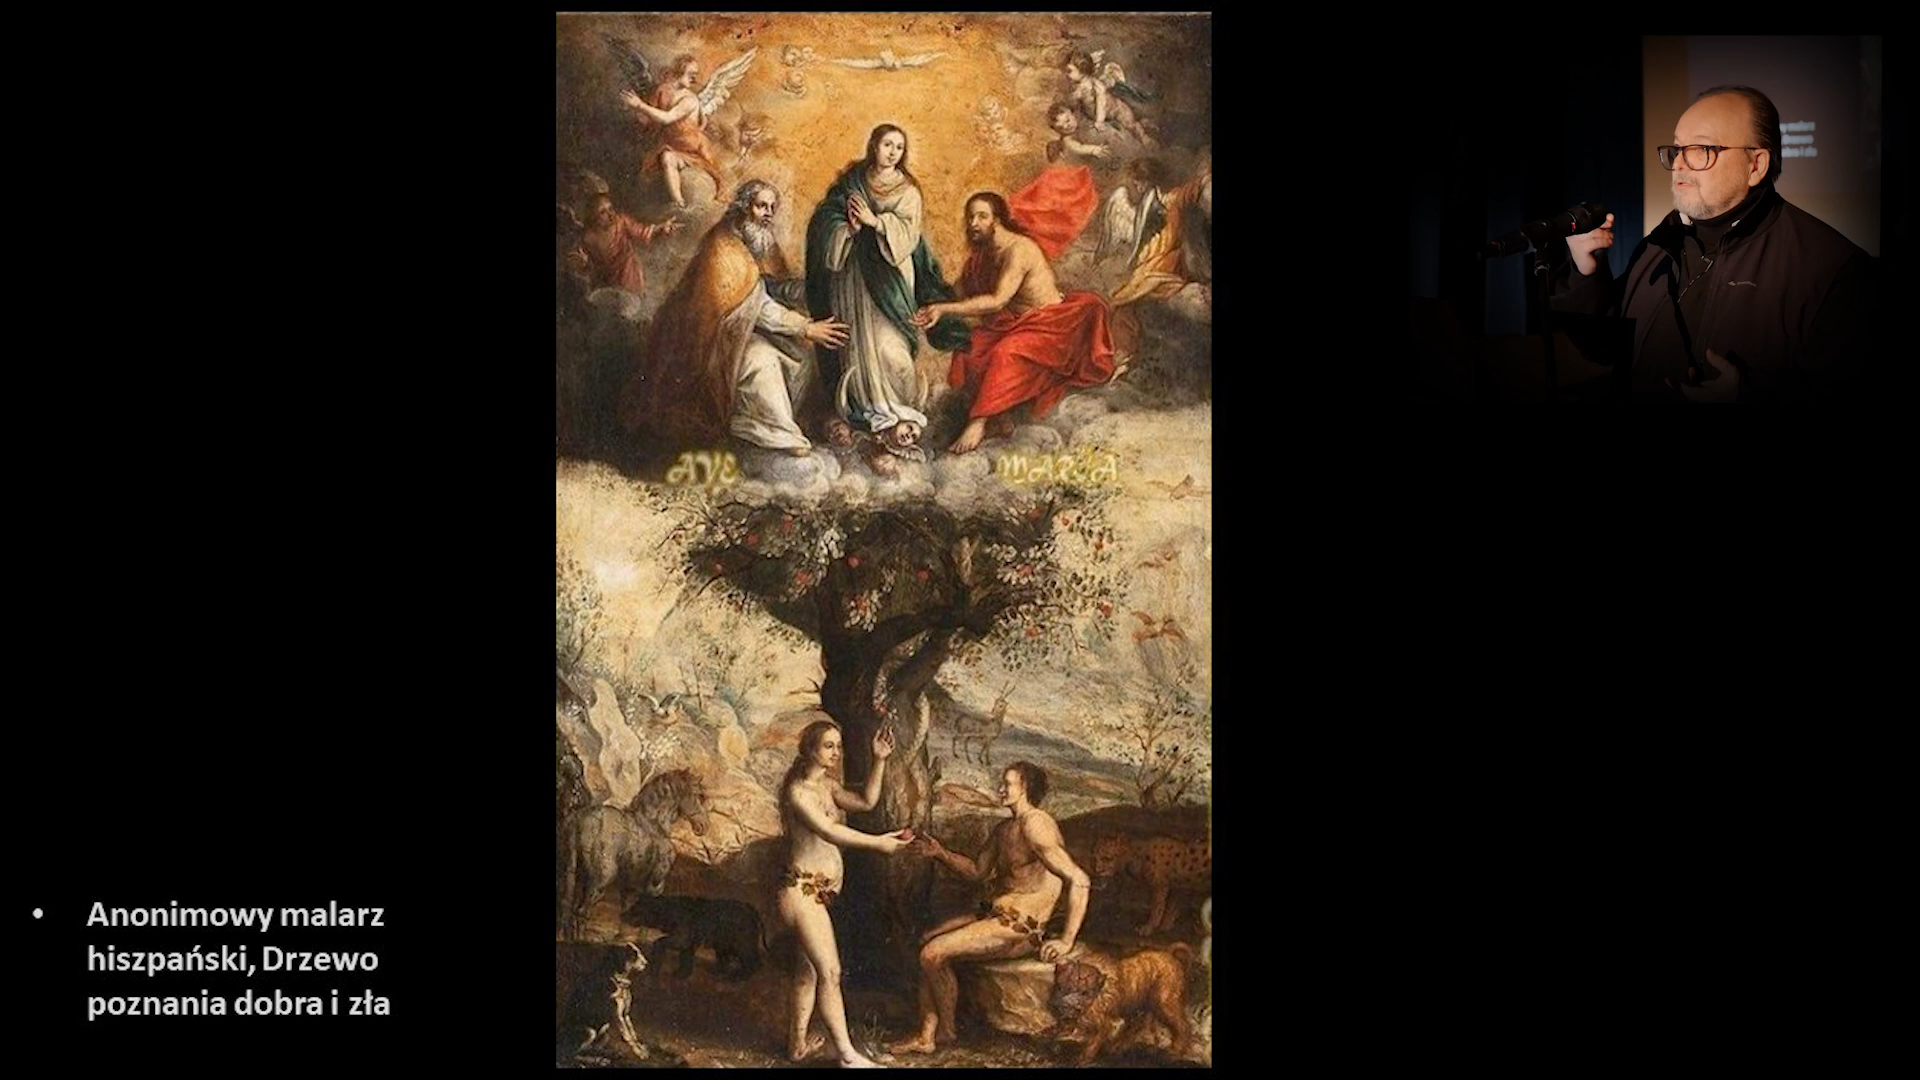 AVE MARIA
• Anonimowy malarz
hiszpański, Drzewo
poznania dobra i zła